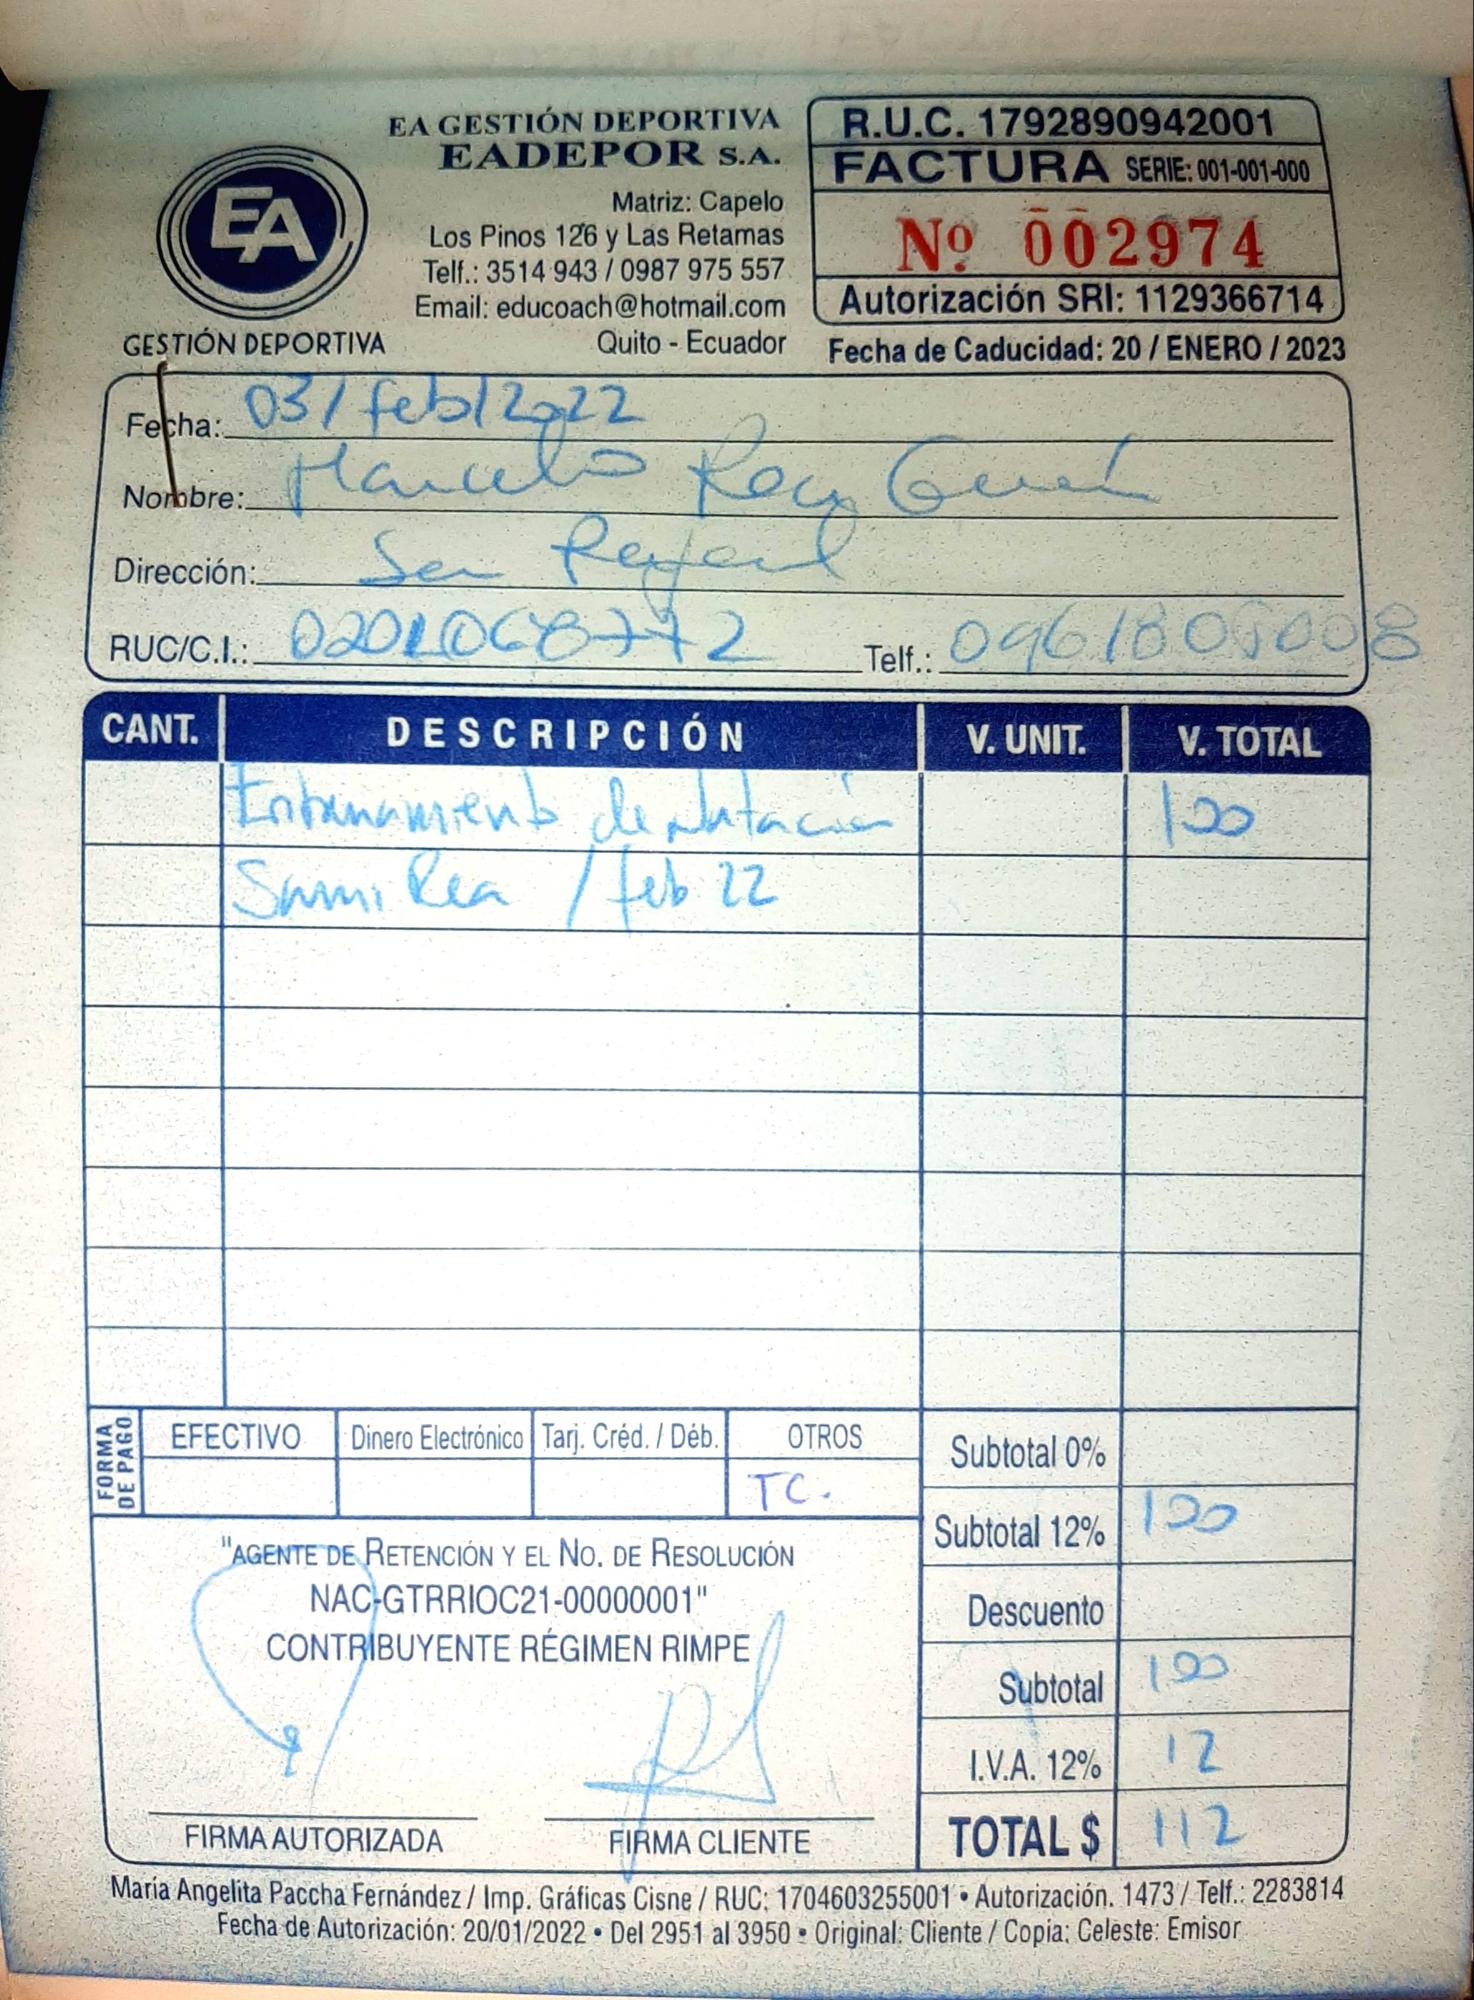 EA GESTIÓN DEPORTIVA
EADEPOR S.A.
Matriz: Capelo
Los Pinos 126 y Las Retamas
Telf.: 3514 943 / 0987 975 557
Email: educoach@hotmail.com
Quito - Ecuador
EA
GESTIÓN DEPORTIVA
R.U.C. 1792890942001
FACTURA SERIE: 001-001-000
Nº 002974
Autorización SRI: 1129366714
Fecha de Caducidad: 20 / ENERO / 2023
Fecha: 03/feb/2022
Nombre: Marcelo Rea
Dirección: San Rafael
RUC/C.I.: 0201068772 Telf.:
CANT. DESCRIPCIÓN V. UNIT. V. TOTAL
Entrenamiento de Natación 100
Sami Rea / feb 22
FORMA DE PAGO
EFECTIVO Dinero Electrónico Tarj. Créd. / Déb. OTROS
TC.
Subtotal 0%
Subtotal 12% 100
Descuento
Subtotal 100
I.V.A. 12% 12
TOTAL $ 112
"AGENTE DE RETENCIÓN Y EL NO. DE RESOLUCIÓN
NAC-GTRRIOC21-00000001"
CONTRIBUYENTE RÉGIMEN RIMPE
FIRMA AUTORIZADA FIRMA CLIENTE
María Angelita Paccha Fernández / Imp. Gráficas Cisne / RUC: 1704603255001 • Autorización. 1473 / Telf.: 2283814
Fecha de Autorización: 20/01/2022 • Del 2951 al 3950 • Original: Cliente / Copia: Celeste: Emisor